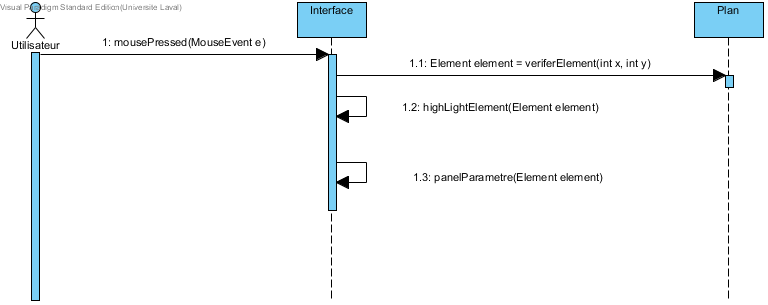 Visual Paradigm Standard Edition(Universite Laval)
Interface
Plan
Utilisateur
1: mousePressed(MouseEvent e)
1.1: Element element = veriferElement(int x, int y)
1.2: highLightElement(Element element)
1.3: panelParametre(Element element)